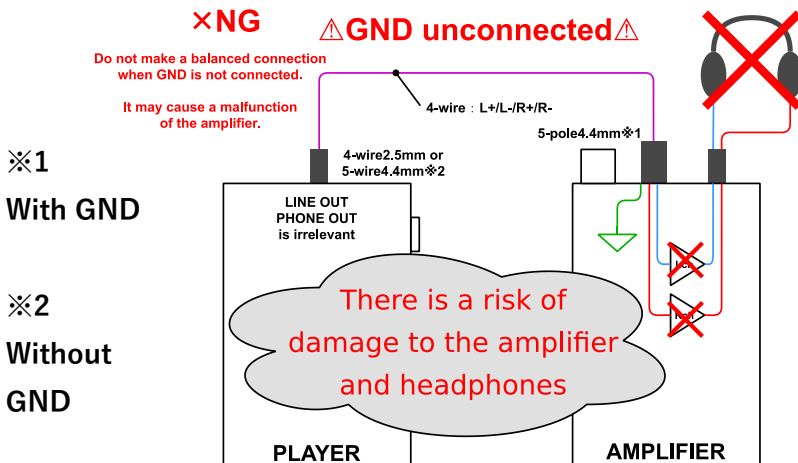 ×NG
⚠GND unconnected⚠
Do not make a balanced connection
when GND is not connected.
It may cause a malfunction
of the amplifier.
4-wire : L+/L-/R+/R-
5-pole4.4mm※1
4-wire2.5mm or
5-wire4.4mm※2
※1
With GND
LINE OUT
PHONE OUT
is irrelevant
※2
Without
GND
There is a risk of
damage to the amplifier
and headphones
PLAYER
AMPLIFIER